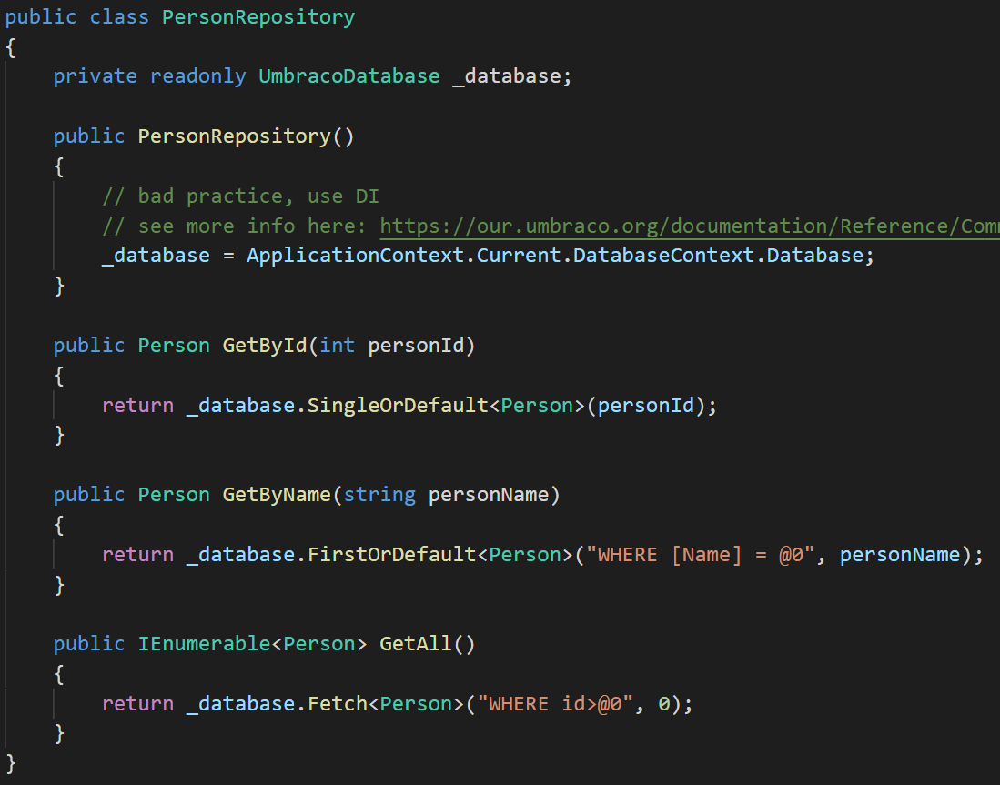 public class PersonRepository
{
    private readonly UmbracoDatabase _database;

    public PersonRepository()
    {
        // bad practice, use DI
        // see more info here: https://our.umbraco.org/documentation/Reference/Com
        _database = ApplicationContext.Current.DatabaseContext.Database;
    }

    public Person GetById(int personId)
    {
        return _database.SingleOrDefault<Person>(personId);
    }

    public Person GetByName(string personName)
    {
        return _database.FirstOrDefault<Person>("WHERE [Name] = @0", personName);
    }

    public IEnumerable<Person> GetAll()
    {
        return _database.Fetch<Person>("WHERE id>@0", 0);
    }
}